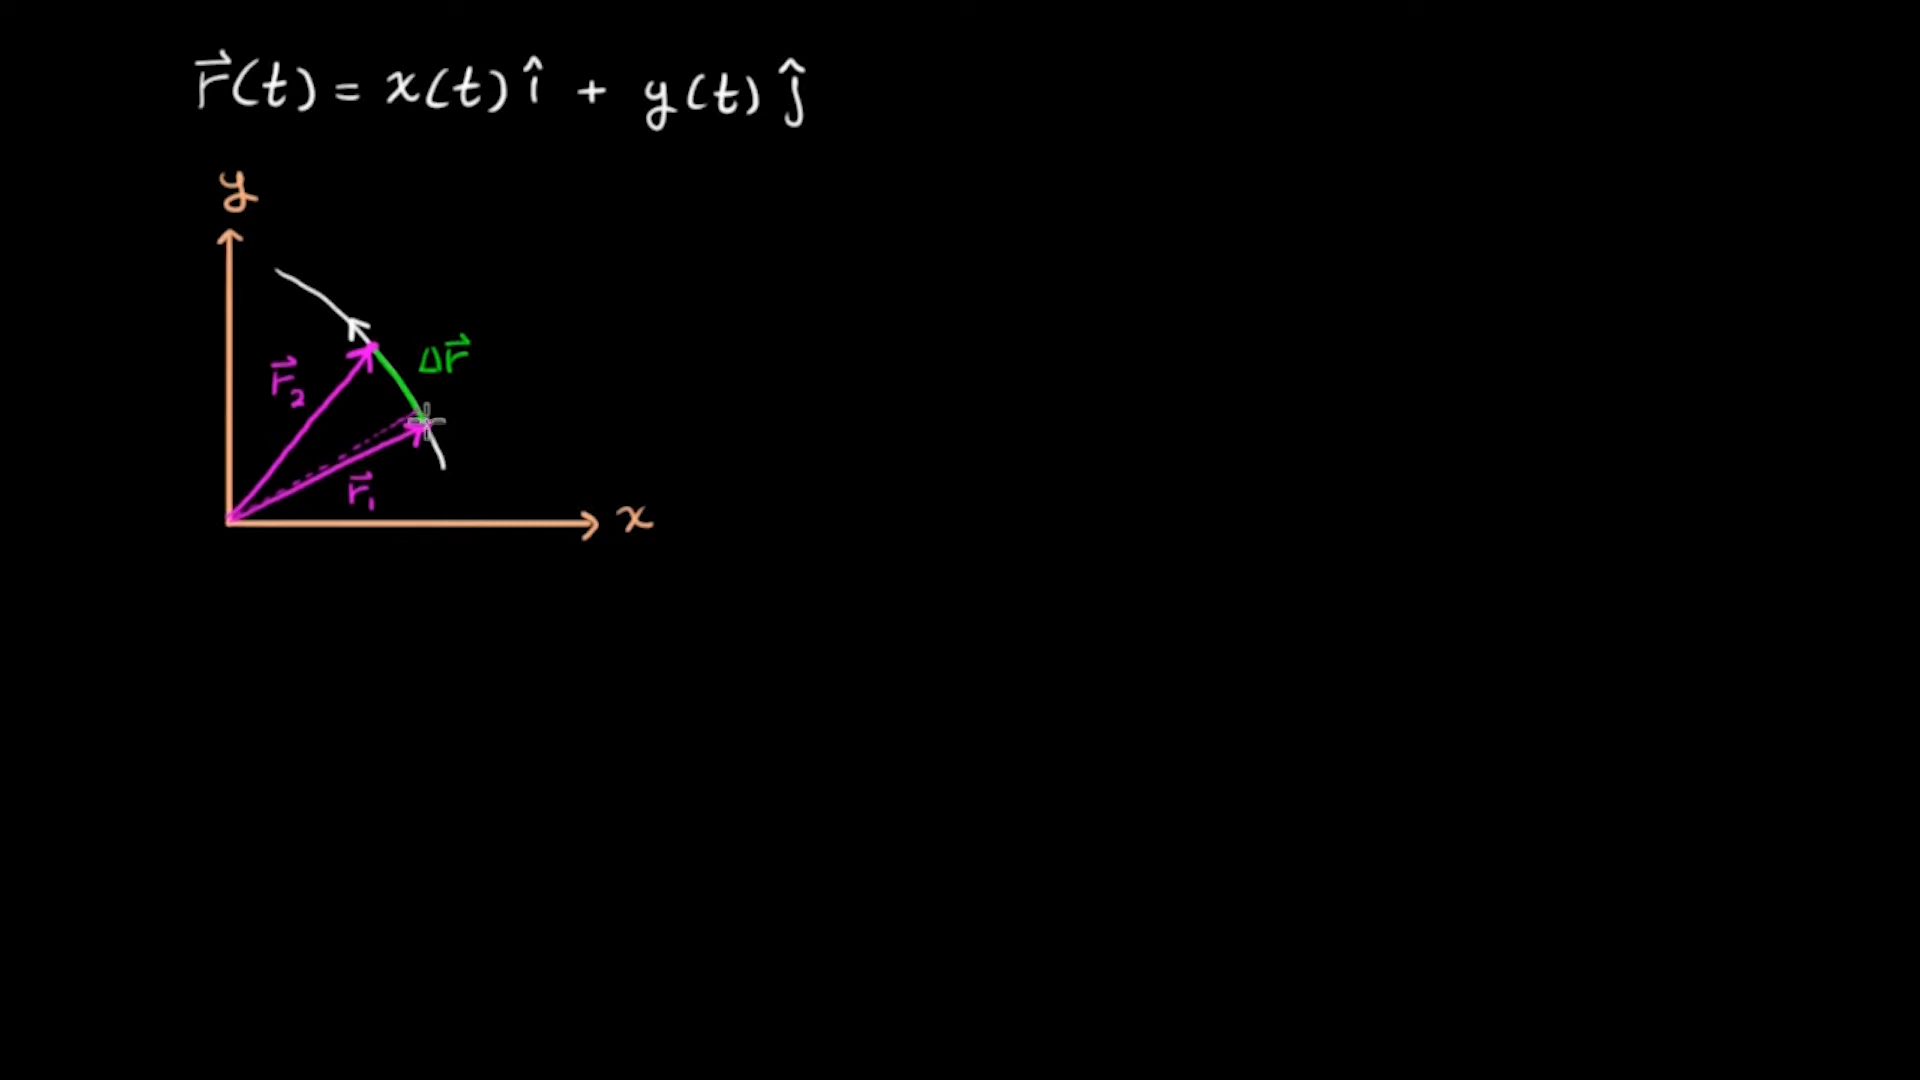 r⃗(t) = x(t) î + y(t) ĵ
y
Δr⃗
r⃗₂
r⃗₁
x